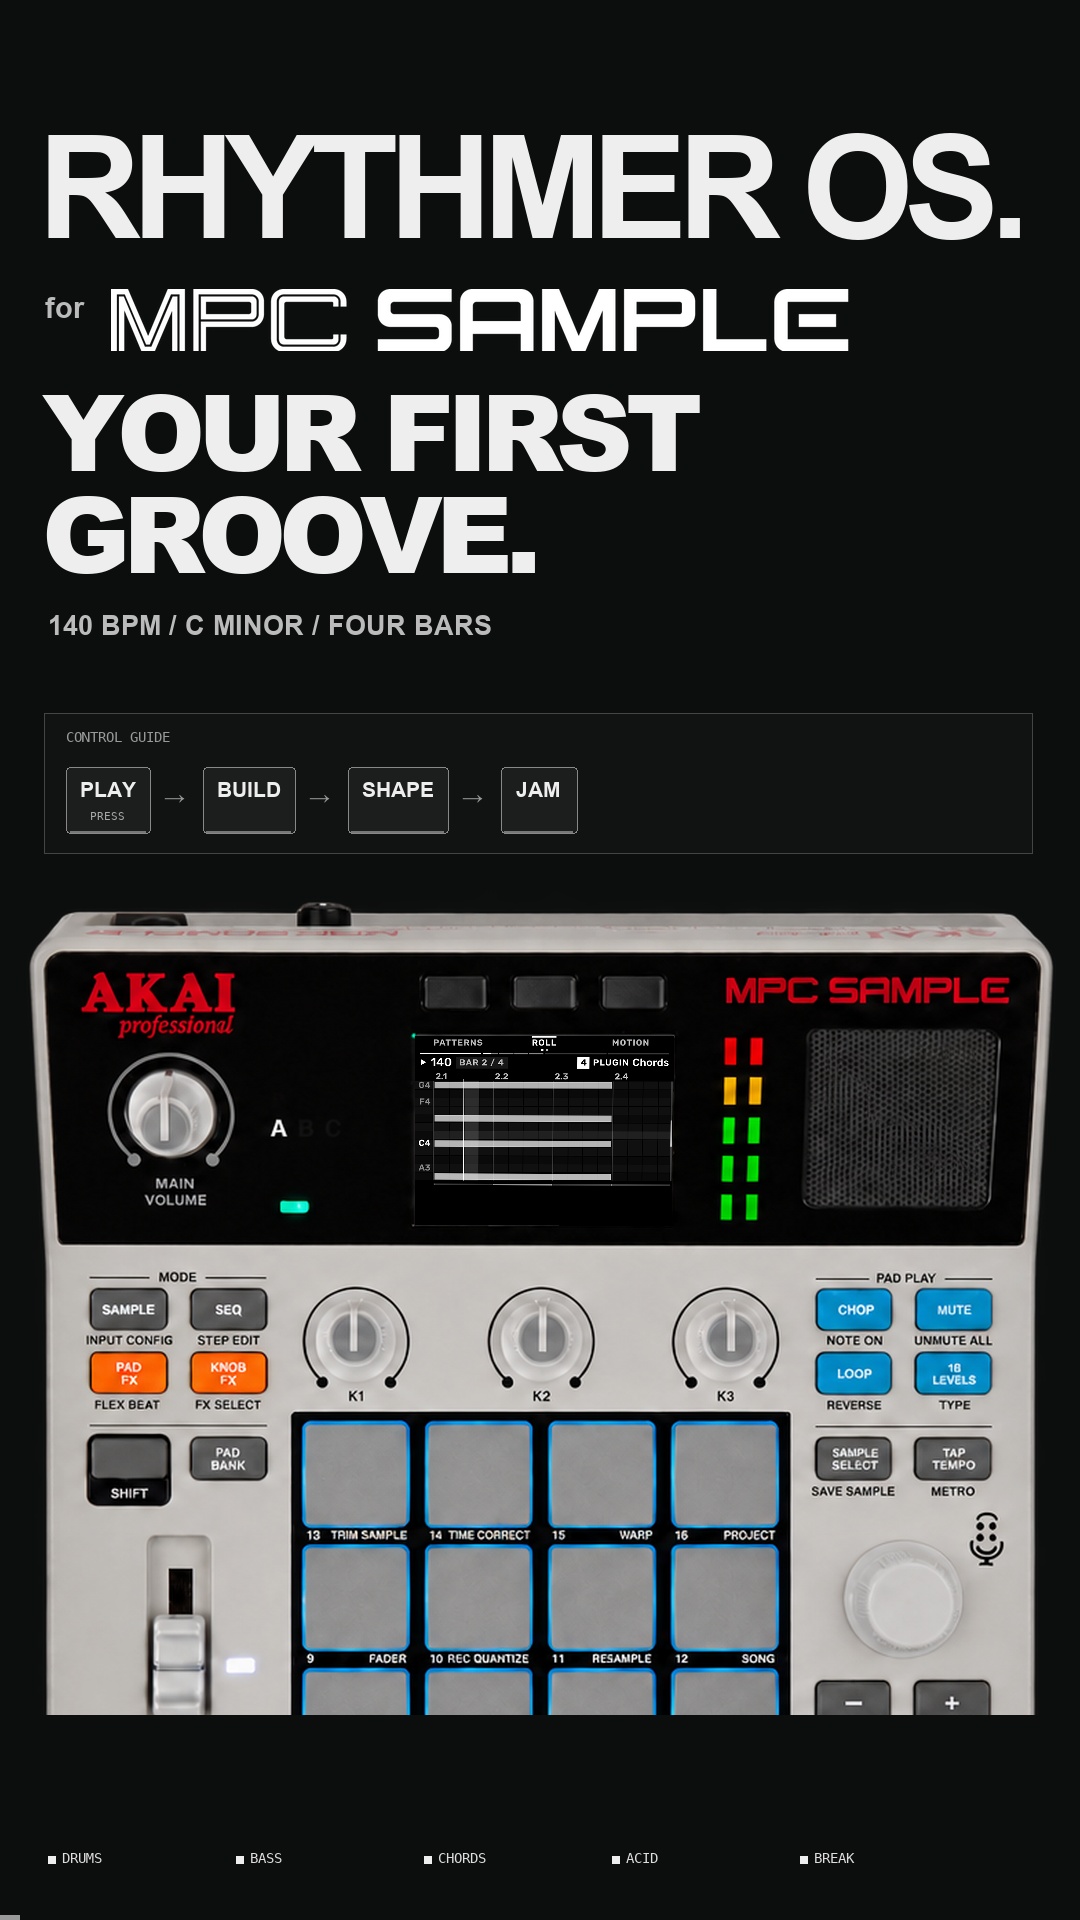 RHYTHMER OS.
for MPC SAMPLE
YOUR FIRST
GROOVE.
140 BPM / C MINOR / FOUR BARS
CONTROL GUIDE
PLAY → BUILD → SHAPE → JAM
PRESS
AKAI
professional
MPC SAMPLE
PATTERNS ROLL MOTION
140 BAR 2 / 4 4 PLUGIN Chords
2.1 2.2 2.3 2.4
G4
F4
C4
A3
A B C
MAIN
VOLUME
MODE
SAMPLE SEQ
INPUT CONFIG STEP EDIT
PAD
FX
KNOB
FX
FLEX BEAT FX SELECT
K1 K2 K3
PAD PLAY
CHOP MUTE
NOTE ON UNMUTE ALL
LOOP
16
LEVELS
REVERSE TYPE
PAD
BANK
SHIFT
SAMPLE
SELECT
TAP
TEMPO
SAVE SAMPLE METRO
13 TRIM SAMPLE 14 TIME CORRECT 15 WARP 16 PROJECT
9 FADER 10 REC QUANTIZE 11 RESAMPLE 12 SONG
− +
DRUMS BASS CHORDS ACID BREAK